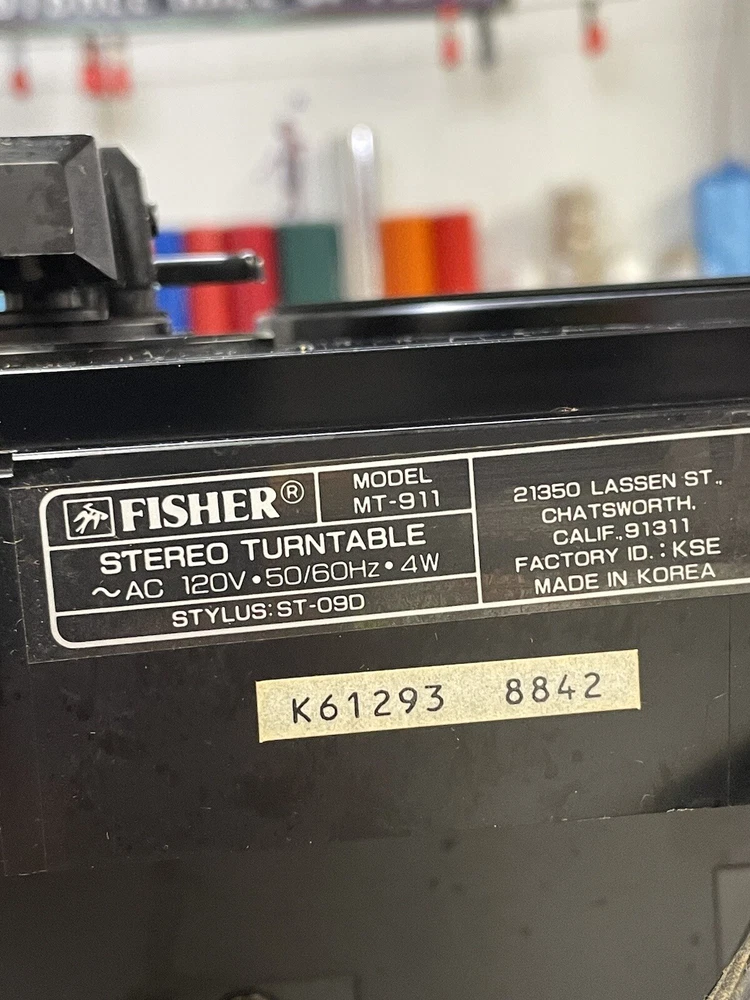 FISHER®
MODEL
MT-911
STEREO TURNTABLE
~AC 120V•50/60Hz•4W
STYLUS: ST-09D
21350 LASSEN ST.,
CHATSWORTH,
CALIF., 91311
FACTORY ID. : KSE
MADE IN KOREA
K61293 8842